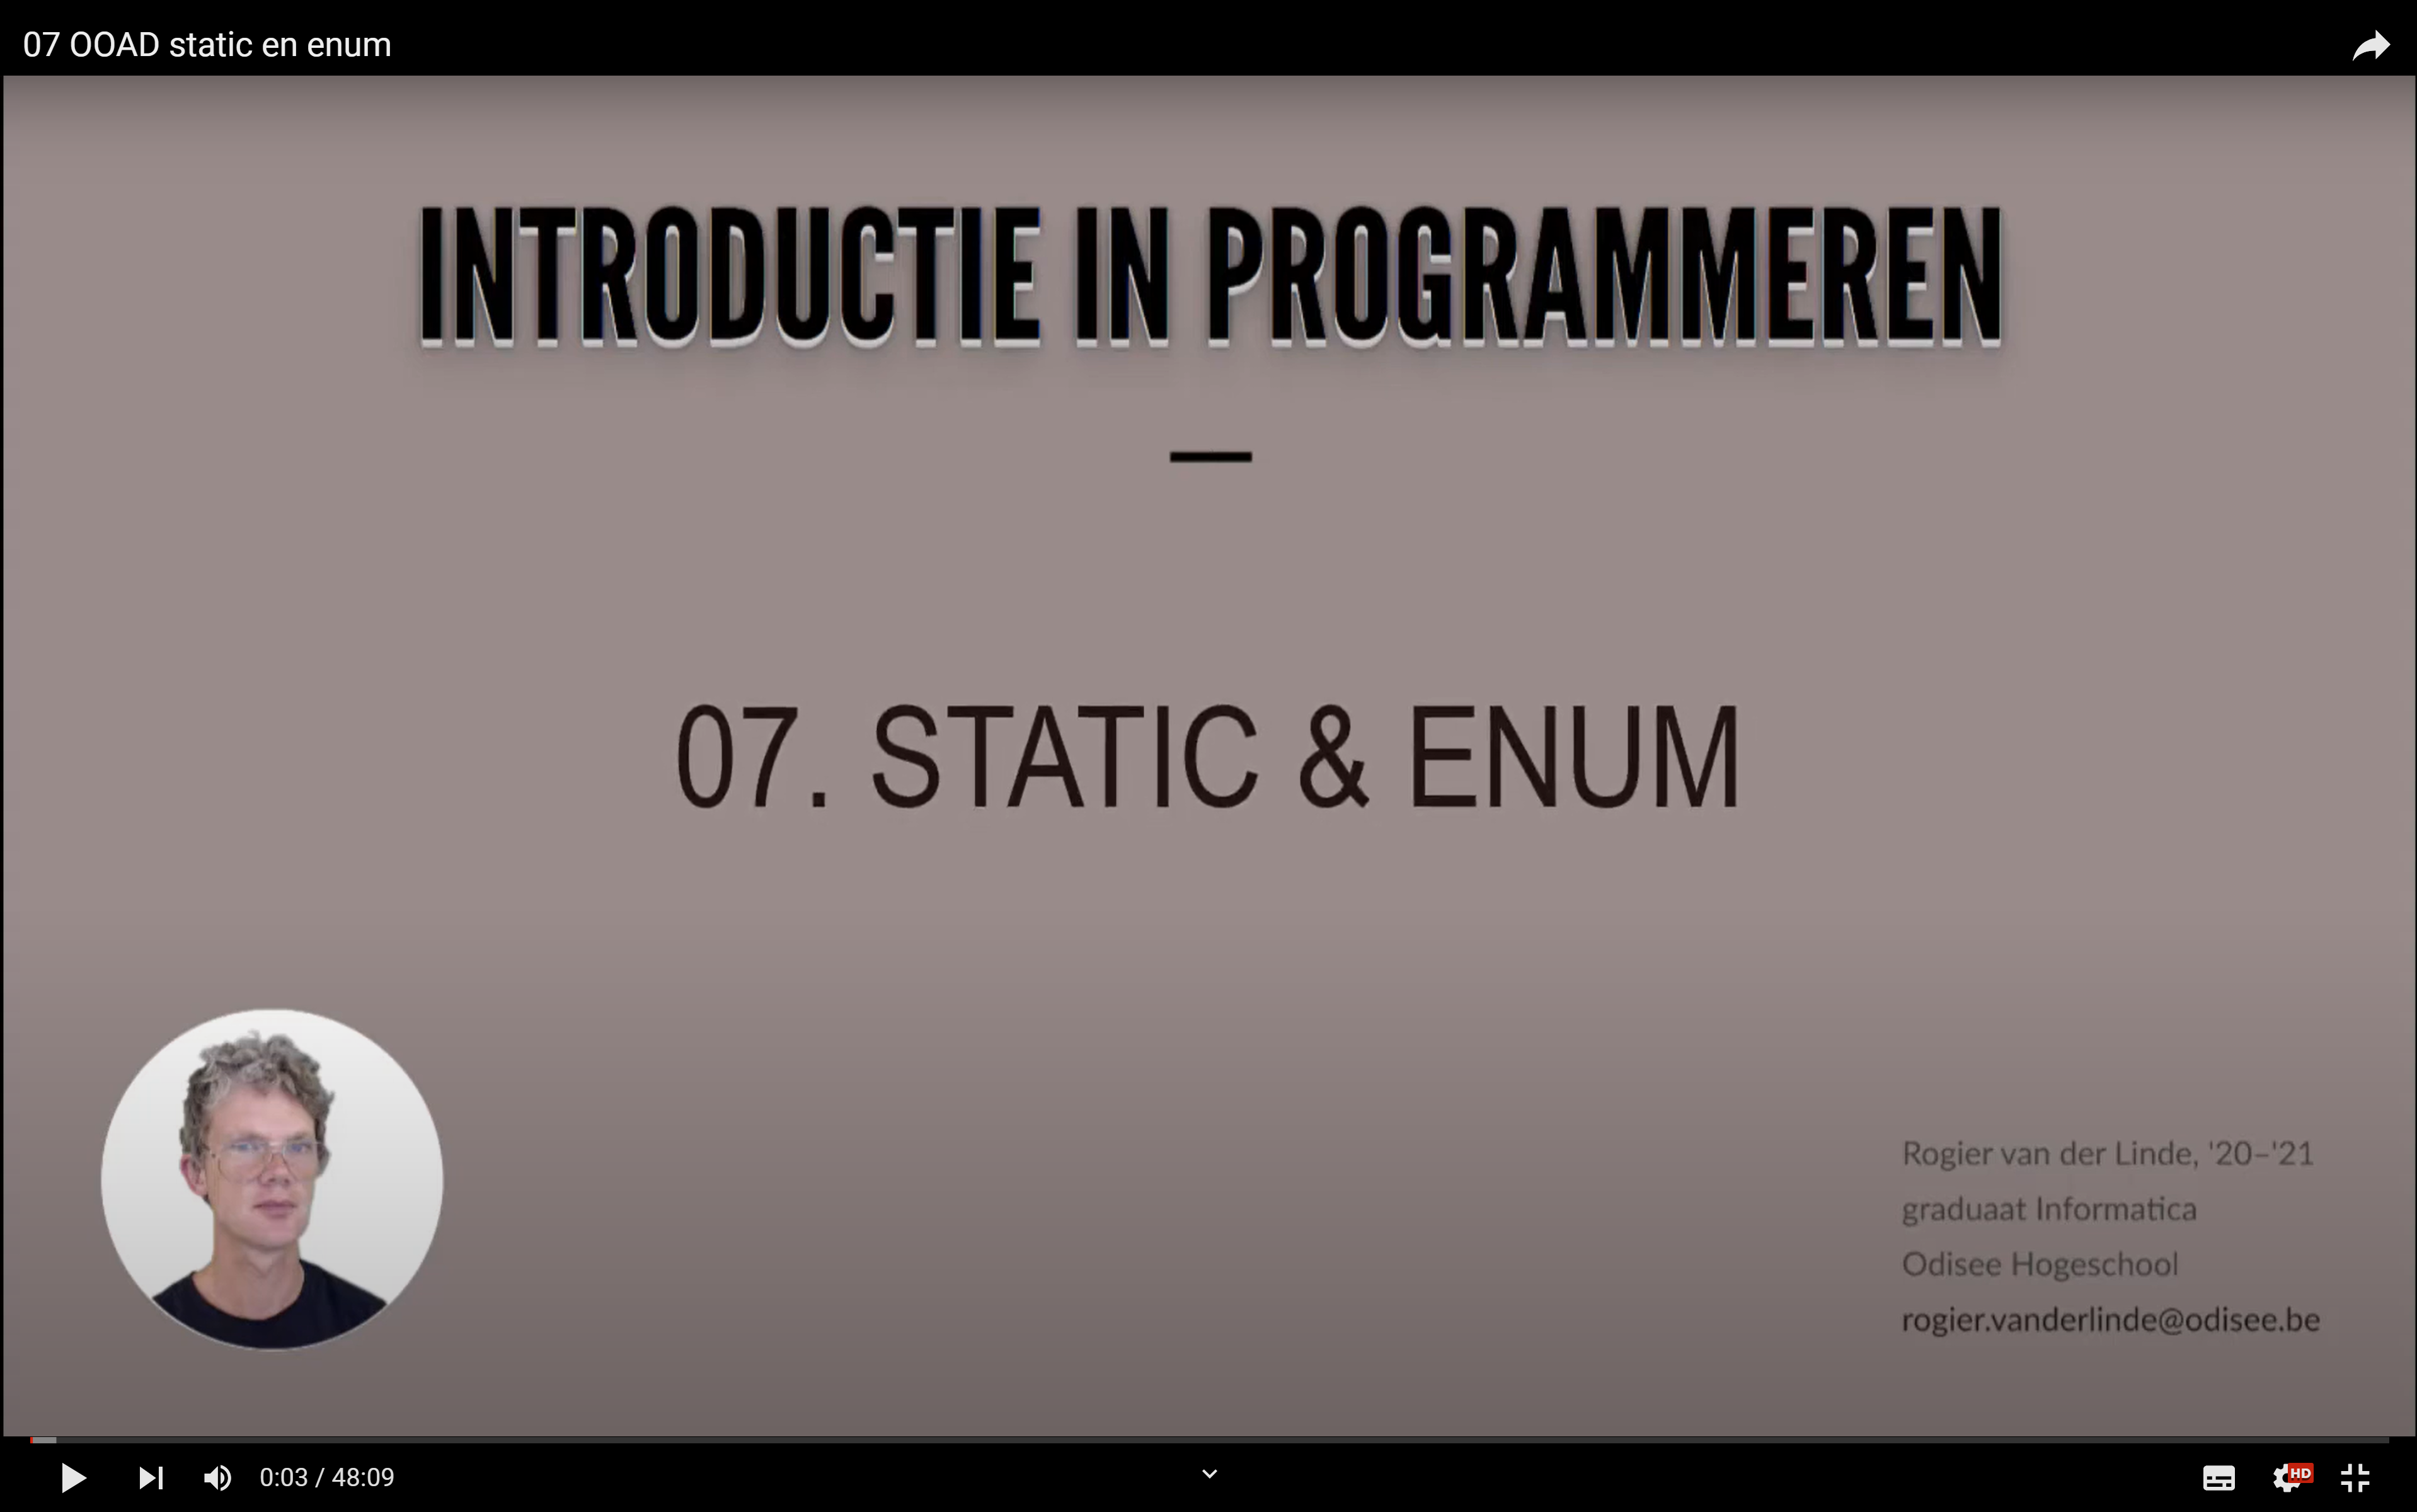 07 OOAD static en enum
INTRODUCTIE IN PROGRAMMEREN
07. STATIC & ENUM
Rogier van der Linde, '20–'21
graduaat Informatica
Odisee Hogeschool
rogier.vanderlinde@odisee.be
0:03 / 48:09
HD